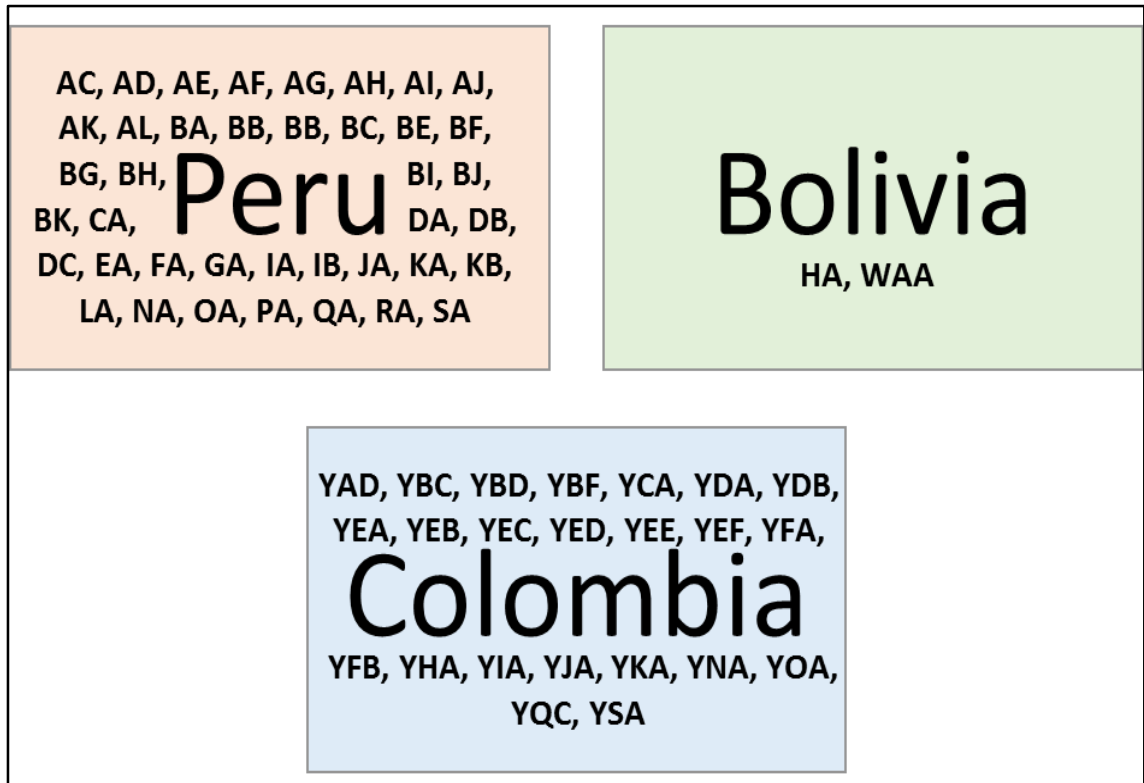 AC, AD, AE, AF, AG, AH, AI, AJ,
AK, AL, BA, BB, BB, BC, BE, BF,
BG, BH, BI, BJ,
Peru
BK, CA, DA, DB,
DC, EA, FA, GA, IA, IB, JA, KA, KB,
LA, NA, OA, PA, QA, RA, SA
Bolivia
HA, WAA
YAD, YBC, YBD, YBF, YCA, YDA, YDB,
YEA, YEB, YEC, YED, YEE, YEF, YFA,
Colombia
YFB, YHA, YIA, YJA, YKA, YNA, YOA,
YQC, YSA